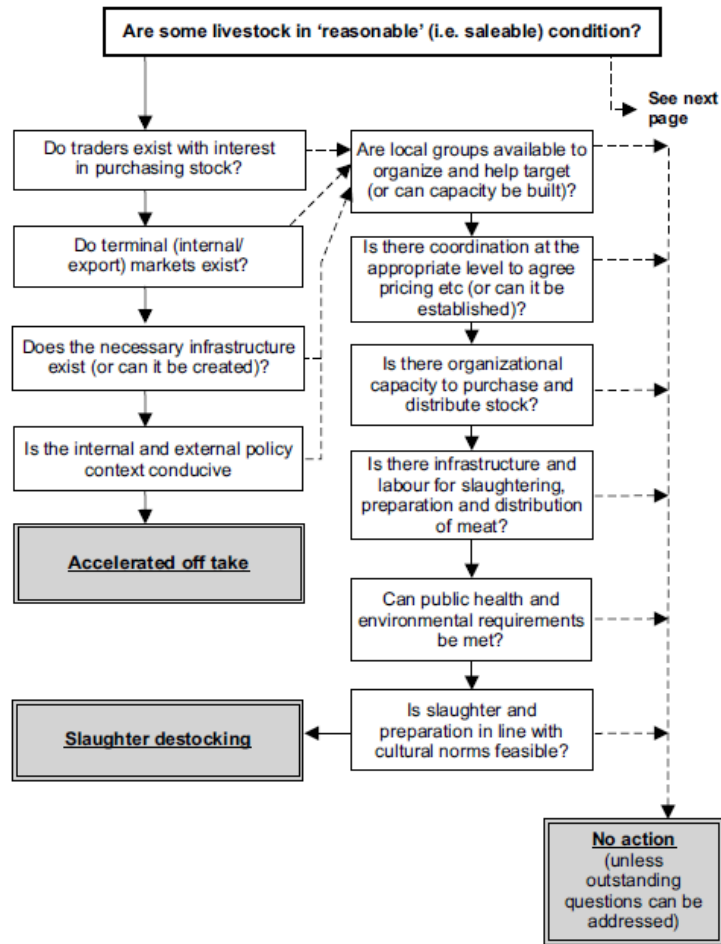 Are some livestock in ‘reasonable’ (i.e. saleable) condition?
See next
page
Do traders exist with interest
in purchasing stock?
Do terminal (internal/
export) markets exist?
Does the necessary infrastructure
exist (or can it be created)?
Is the internal and external policy
context conducive
Accelerated off take
Are local groups available to
organize and help target
(or can capacity be built)?
Is there coordination at the
appropriate level to agree
pricing etc (or can it be
established)?
Is there organizational
capacity to purchase and
distribute stock?
Is there infrastructure and
labour for slaughtering,
preparation and distribution
of meat?
Can public health and
environmental requirements
be met?
Is slaughter and
preparation in line with
cultural norms feasible?
Slaughter destocking
No action
(unless
outstanding
questions can be
addressed)